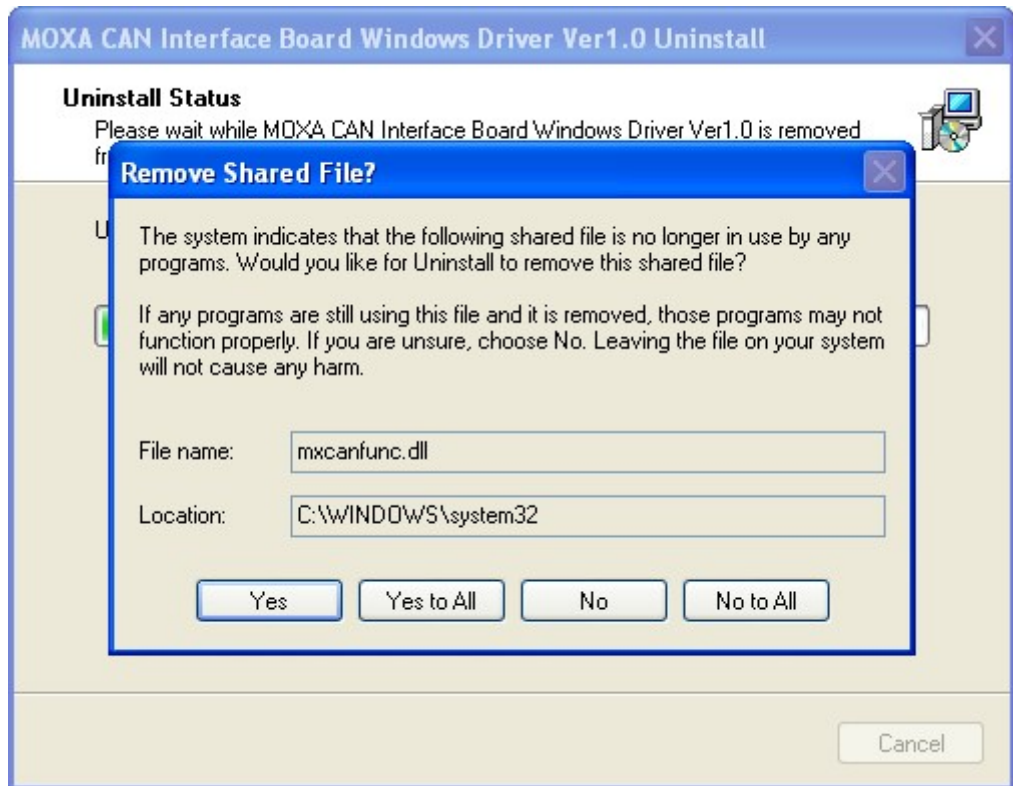 MOXA CAN Interface Board Windows Driver Ver1.0 Uninstall
Uninstall Status
Please wait while MOXA CAN Interface Board Windows Driver Ver1.0 is removed
Remove Shared File?
The system indicates that the following shared file is no longer in use by any
programs. Would you like for Uninstall to remove this shared file?
If any programs are still using this file and it is removed, those programs may not
function properly. If you are unsure, choose No. Leaving the file on your system
will not cause any harm.
File name: mxcanfunc.dll
Location: C:\WINDOWS\system32
Yes Yes to All No No to All
Cancel